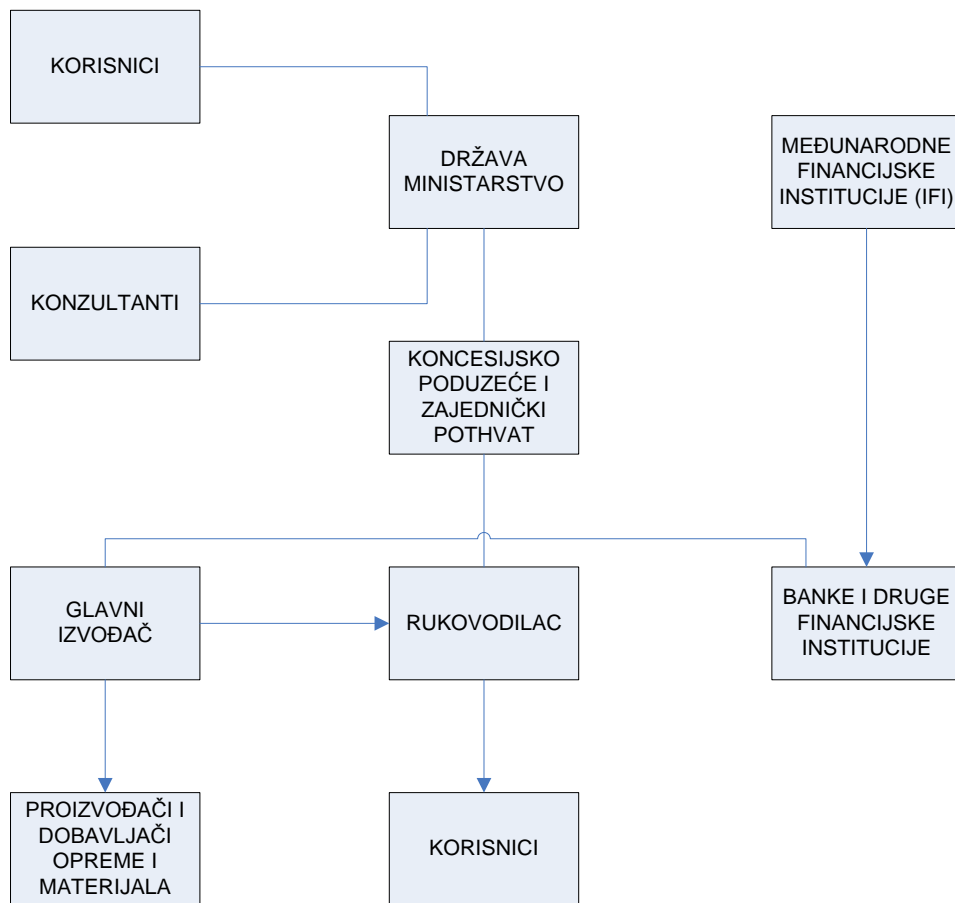 KORISNICI
DRŽAVA
MINISTARSTVO
MEĐUNARODNE
FINANCIJSKE
INSTITUCIJE (IFI)
KONZULTANTI
KONCESIJSKO
PODUZEĆE I
ZAJEDNIČKI
POTHVAT
GLAVNI
IZVOĐAČ
RUKOVODILAC
BANKE I DRUGE
FINANCIJSKE
INSTITUCIJE
PROIZVOĐAČI I
DOBAVLJAČI
OPREME I
MATERIJALA
KORISNICI